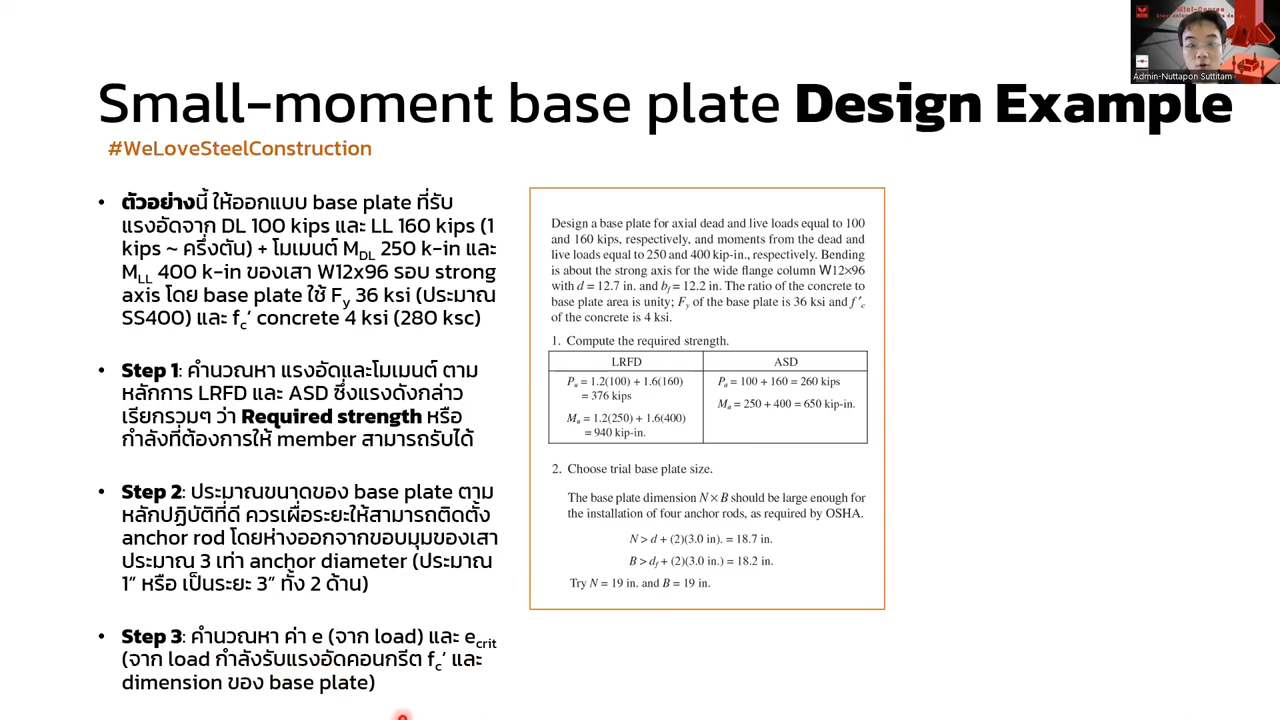 Small-moment base plate Design Example
#WeLoveSteelConstruction
Admin-Nuttapon Suttitam
• ตัวอย่างนี้ ให้ออกแบบ base plate ที่รับ
แรงอัดจาก DL 100 kips และ LL 160 kips (1
kips ~ ครึ่งตัน) + โมเมนต์ M_DL 250 k-in และ
M_LL 400 k-in ของเสา W12x96 รอบ strong
axis โดย base plate ใช้ F_y 36 ksi (ประมาณ
SS400) และ f_c’ concrete 4 ksi (280 ksc)
• Step 1: คำนวณหา แรงอัดและโมเมนต์ ตาม
หลักการ LRFD และ ASD ซึ่งแรงดังกล่าว
เรียกรวมๆ ว่า Required strength หรือ
กำลังที่ต้องการให้ member สามารถรับได้
• Step 2: ประมาณขนาดของ base plate ตาม
หลักปฏิบัติที่ดี ควรเผื่อระยะให้สามารถติดตั้ง
anchor rod โดยห่างออกจากขอบมุมของเสา
ประมาณ 3 เท่า anchor diameter (ประมาณ
1” หรือ เป็นระยะ 3” ทั้ง 2 ด้าน)
• Step 3: คำนวณหา ค่า e (จาก load) และ e_crit
(จาก load กำลังรับแรงอัดคอนกรีต f_c’ และ
dimension ของ base plate)
Design a base plate for axial dead and live loads equal to 100
and 160 kips, respectively, and moments from the dead and
live loads equal to 250 and 400 kip-in., respectively. Bending
is about the strong axis for the wide flange column W12×96
with d = 12.7 in. and b_f = 12.2 in. The ratio of the concrete to
base plate area is unity; F_y of the base plate is 36 ksi and f ′_c
of the concrete is 4 ksi.
1. Compute the required strength.
LRFD ASD
P_u = 1.2(100) + 1.6(160)
= 376 kips
M_u = 1.2(250) + 1.6(400)
= 940 kip-in.
P_a = 100 + 160 = 260 kips
M_a = 250 + 400 = 650 kip-in.
2. Choose trial base plate size.
The base plate dimension N × B should be large enough for
the installation of four anchor rods, as required by OSHA.
N > d + (2)(3.0 in). = 18.7 in.
B > d_f + (2)(3.0 in.) = 18.2 in.
Try N = 19 in. and B = 19 in.